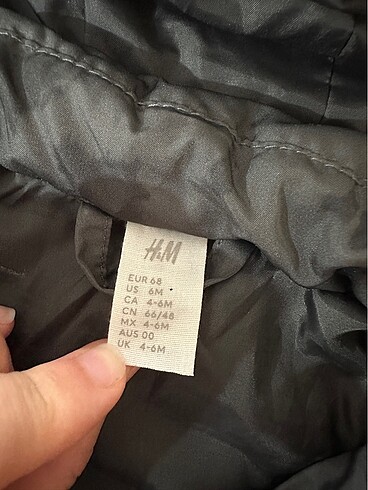 H&M
EUR 68
US 6M
CA 4-6M
CN 66/48
MX 4-6M
AUS 00
UK 4-6M